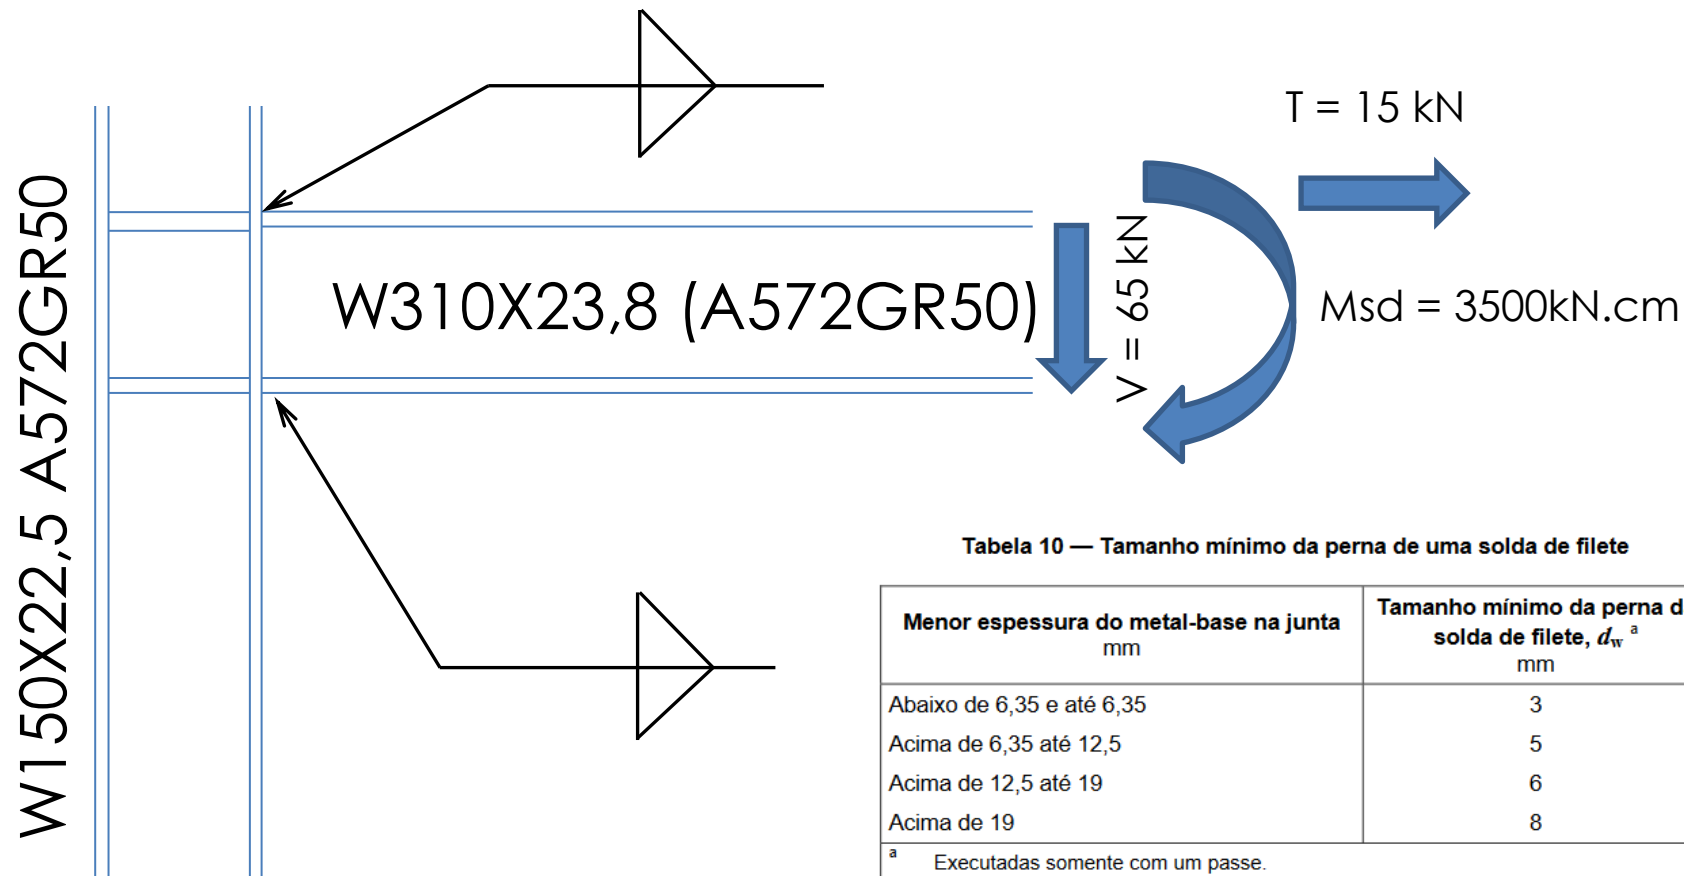 T = 15 kN
W150X22,5 A572GR50
W310X23,8 (A572GR50)
V = 65 kN
Msd = 3500kN.cm
Tabela 10 — Tamanho mínimo da perna de uma solda de filete
Menor espessura do metal-base na junta
mm
Tamanho mínimo da perna d
solda de filete, dw a
mm
Abaixo de 6,35 e até 6,35 3
Acima de 6,35 até 12,5 5
Acima de 12,5 até 19 6
Acima de 19 8
a Executadas somente com um passe.